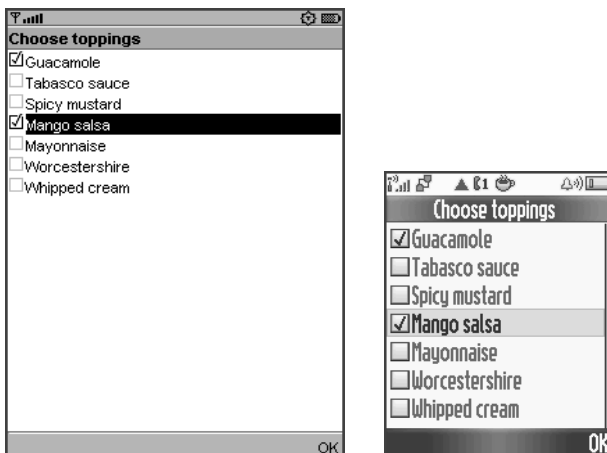 Choose toppings
Guacamole
Tabasco sauce
Spicy mustard
Mango salsa
Mayonnaise
Worcestershire
Whipped cream
OK
1
Choose toppings
Guacamole
Tabasco sauce
Spicy mustard
Mango salsa
Mayonnaise
Worcestershire
Whipped cream
OK